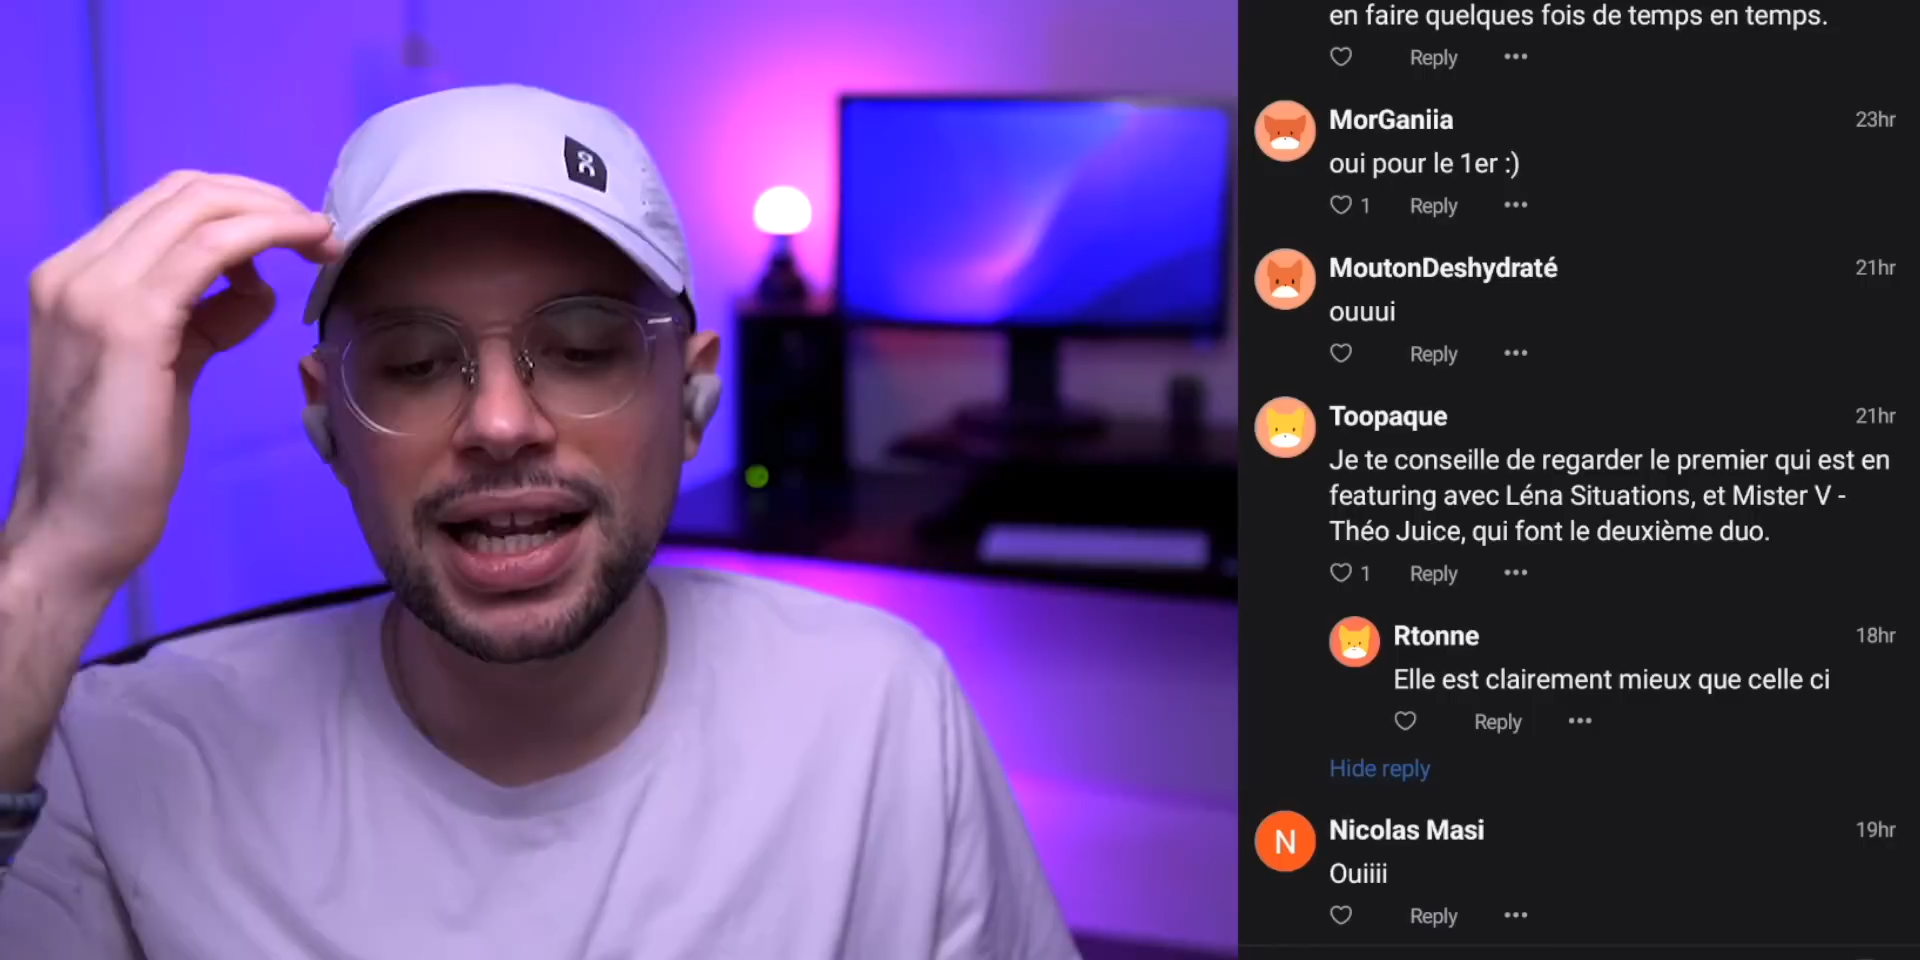 en faire quelques fois de temps en temps.
Reply
MorGaniia 23hr
oui pour le 1er :)
1 Reply
MoutonDeshydraté 21hr
ouuui
Reply
Toopaque 21hr
Je te conseille de regarder le premier qui est en
featuring avec Léna Situations, et Mister V -
Théo Juice, qui font le deuxième duo.
1 Reply
Rtonne 18hr
Elle est clairement mieux que celle ci
Reply
Hide reply
N Nicolas Masi 19hr
Ouiiii
Reply